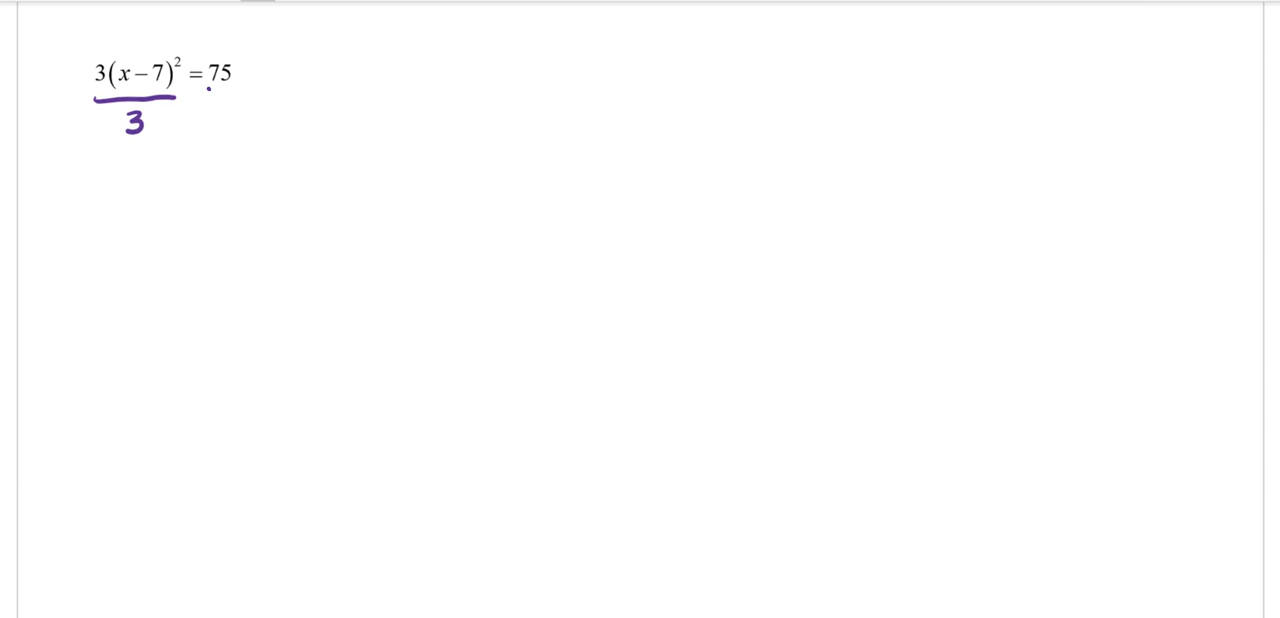 3(x−7)² = 75
3